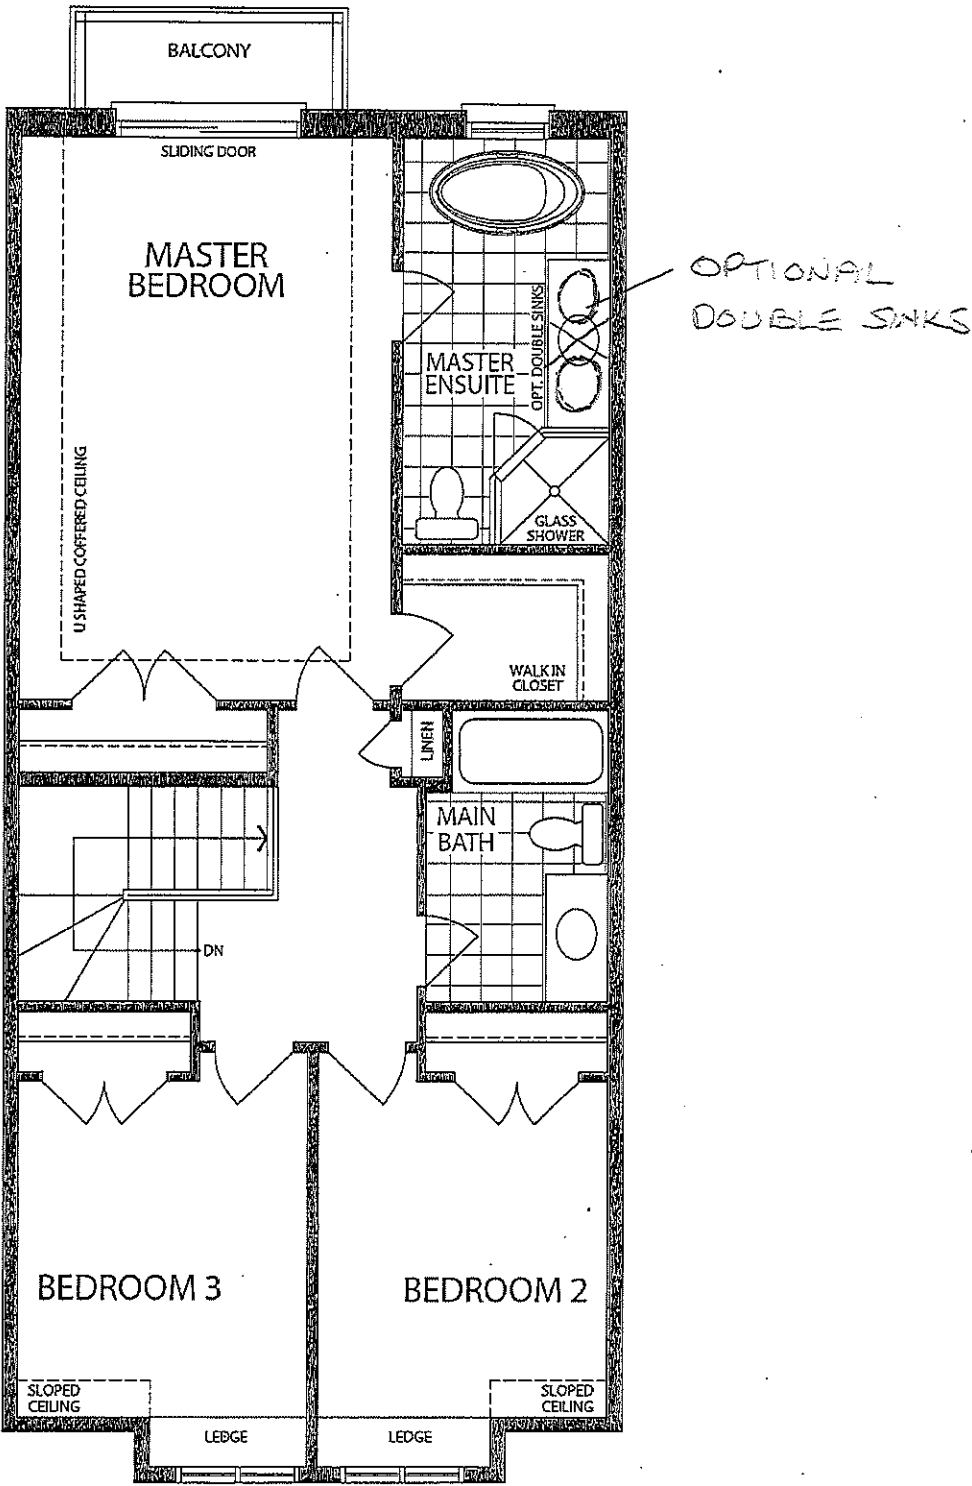 BALCONY
SLIDING DOOR
MASTER
BEDROOM
OPTIONAL
DOUBLE SINKS
OPT. DOUBLE SINKS
MASTER
ENSUITE
U SHAPED COFFERED CEILING
GLASS
SHOWER
WALK IN
CLOSET
LINEN
MAIN
BATH
DN
BEDROOM 3
BEDROOM 2
SLOPED
CEILING
SLOPED
CEILING
LEDGE
LEDGE